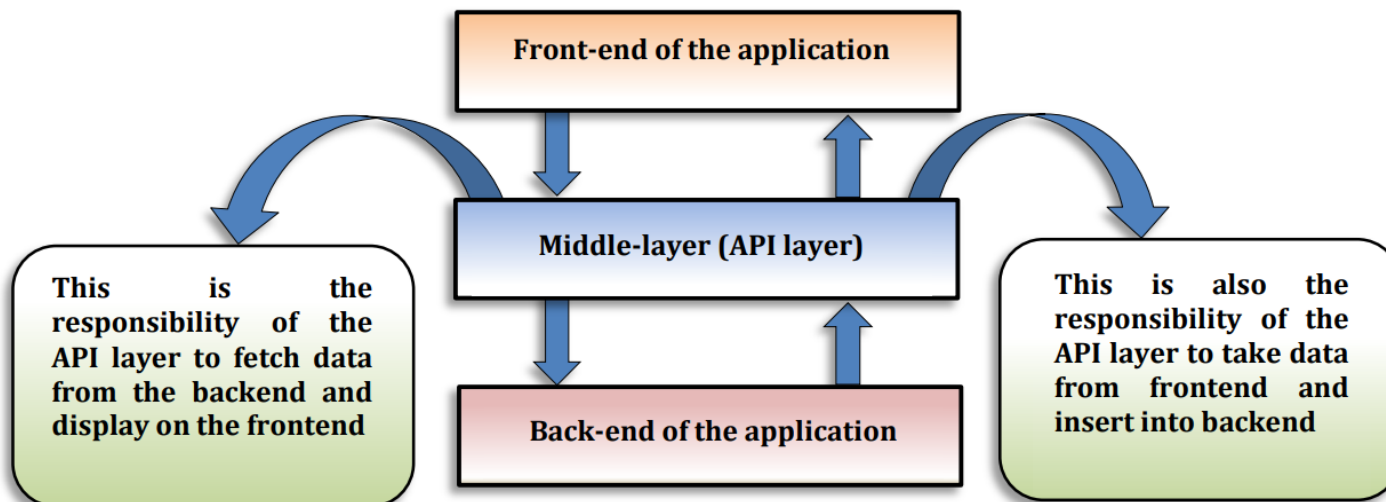 Front-end of the application
Middle-layer (API layer)
This is the
responsibility of the
API layer to fetch data
from the backend and
display on the frontend
This is also the
responsibility of the
API layer to take data
from frontend and
insert into backend
Back-end of the application